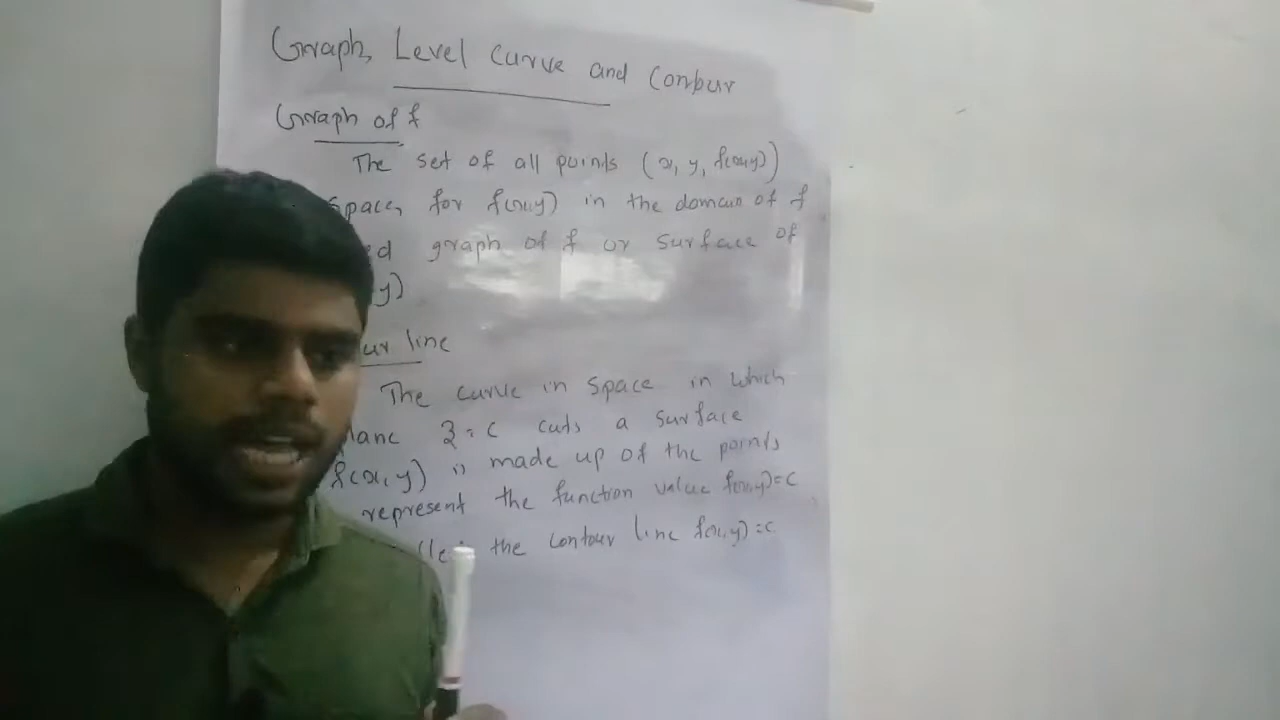 Graph, Level curve and Contour
Graph of f
The set of all points (x, y, f(x,y))
space, for f(x,y) in the domain of f
graph of f or surface of
y)
line
The curve in space in which
z = c cuts a surface
f(x,y) is made up of the points
represent the function value f(x,y)=c
the contour line f(x,y)=c